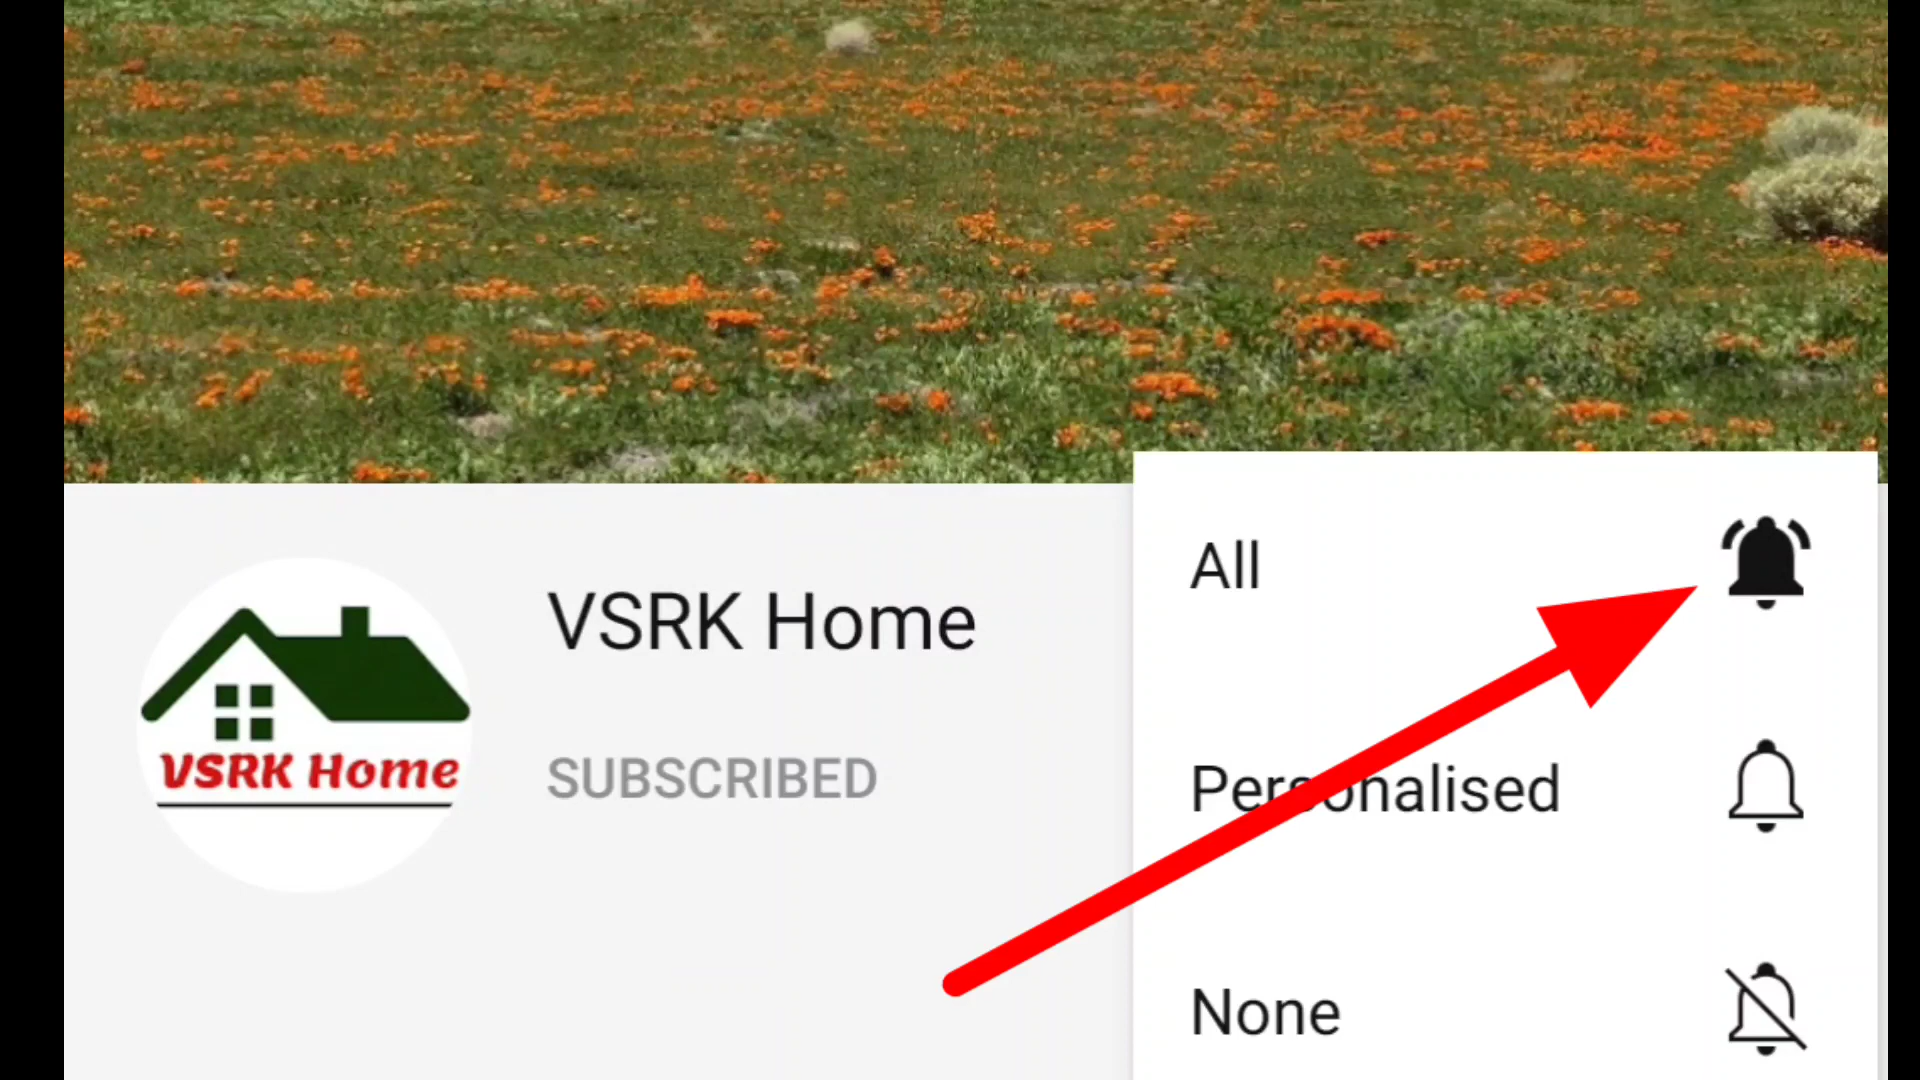 VSRK Home
VSRK Home
SUBSCRIBED
All
Personalised
None